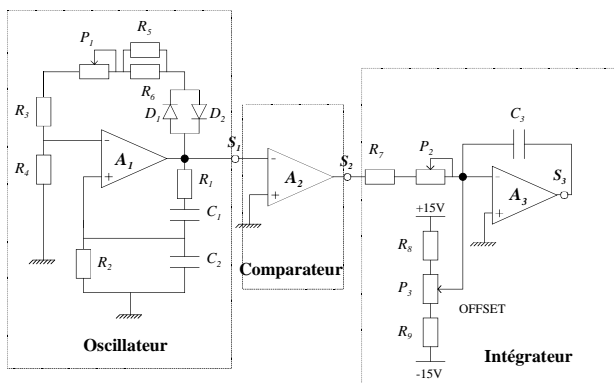 P1
R5
R6
D1
D2
R3
R4
-
A1
+
S1
R1
C1
R2
C2
Oscillateur
-
A2
+
S2
Comparateur
R7
P2
C3
-
A3
+
S3
+15V
R8
P3
OFFSET
R9
-15V
Intégrateur